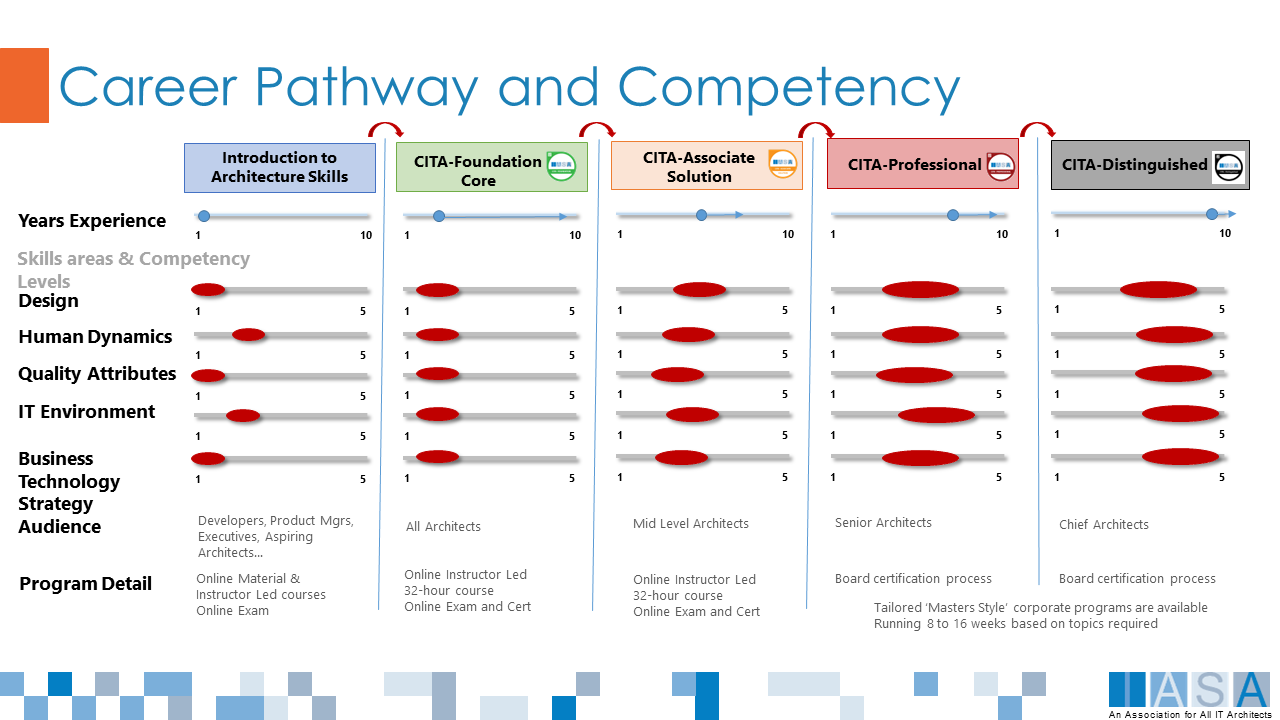 Career Pathway and Competency
Introduction to
Architecture Skills
CITA-Foundation
Core
CITA-Associate
Solution
CITA-Professional
CITA-Distinguished
Years Experience
1 10
1 10
1 10
1 10
1 10
Skills areas & Competency
Levels
Design
1 5
1 5
1 5
1 5
1 5
Human Dynamics
1 5
1 5
1 5
1 5
1 5
Quality Attributes
1 5
1 5
1 5
1 5
1 5
IT Environment
1 5
1 5
1 5
1 5
1 5
Business
Technology
Strategy
1 5
1 5
1 5
1 5
1 5
Audience
Developers, Product Mgrs,
Executives, Aspiring
Architects...
All Architects
Mid Level Architects
Senior Architects
Chief Architects
Program Detail
Online Material &
Instructor Led courses
Online Exam
Online Instructor Led
32-hour course
Online Exam and Cert
Online Instructor Led
32-hour course
Online Exam and Cert
Board certification process
Board certification process
Tailored ‘Masters Style’ corporate programs are available
Running 8 to 16 weeks based on topics required
IASA
An Association for All IT Architects